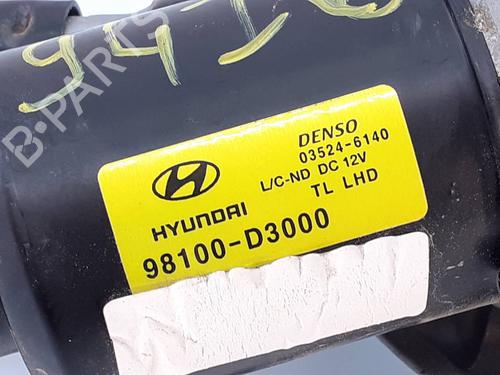 B-PARTS
DENSO
03524-6140
L/C-ND DC 12V
TL LHD
HYUNDAI
98100-D3000